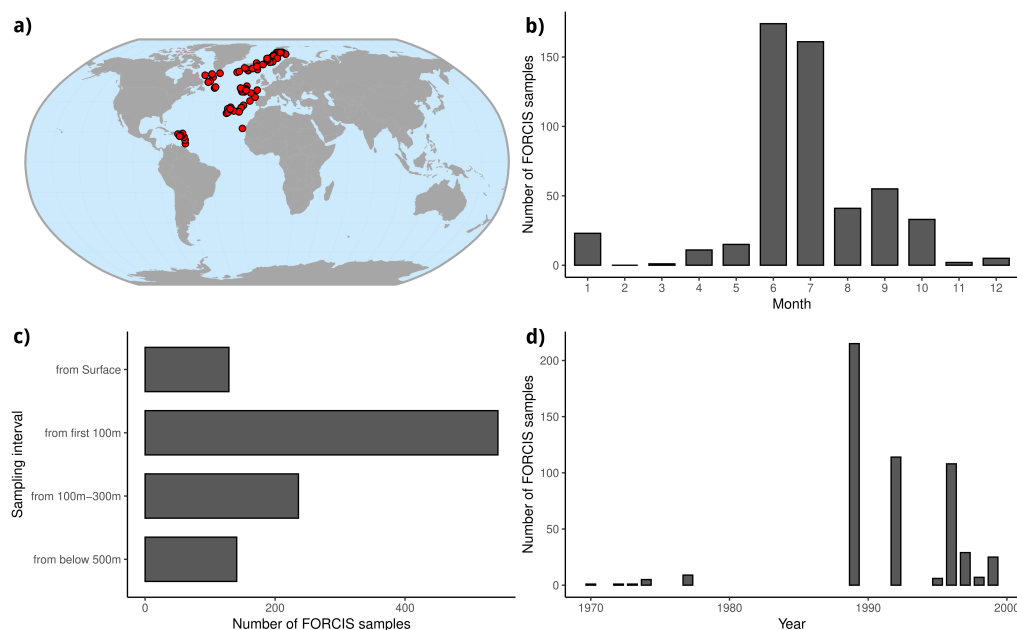 a)
b)
Number of FORCIS samples
150
100
50
0
1 2 3 4 5 6 7 8 9 10 11 12
Month
c)
Sampling interval
from Surface
from first 100m
from 100m−300m
from below 500m
0 200 400
Number of FORCIS samples
d)
Number of FORCIS samples
200
150
100
50
0
1970 1980 1990 2000
Year